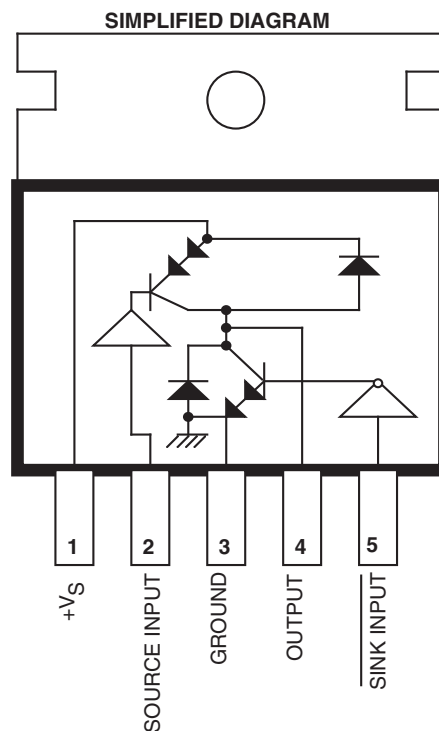 SIMPLIFIED DIAGRAM
1
2
3
4
5
+VS
SOURCE INPUT
GROUND
OUTPUT
SINK INPUT